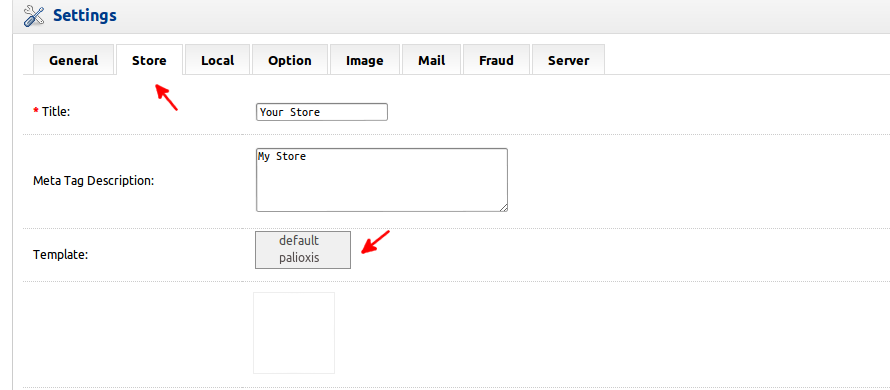 Settings
General Store Local Option Image Mail Fraud Server
* Title: Your Store
Meta Tag Description: My Store
Template: default
palioxis